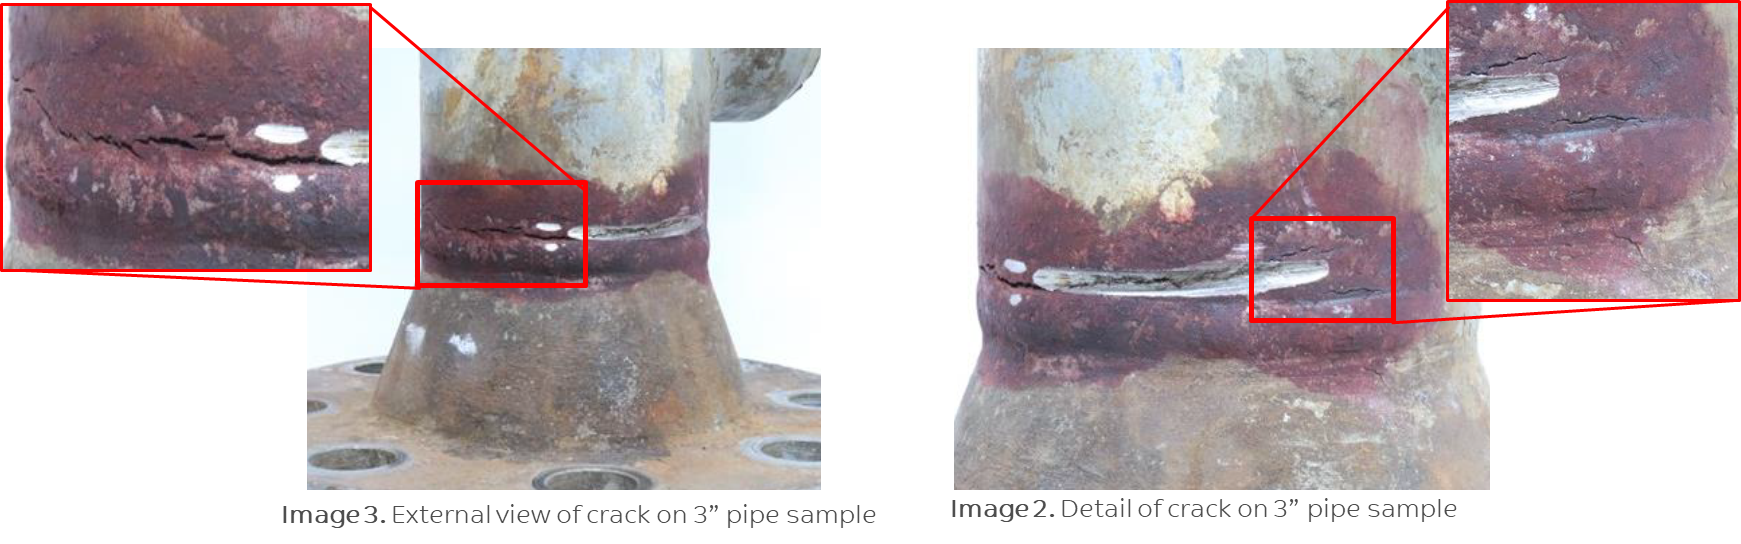 Image 3. External view of crack on 3” pipe sample
Image 2. Detail of crack on 3” pipe sample